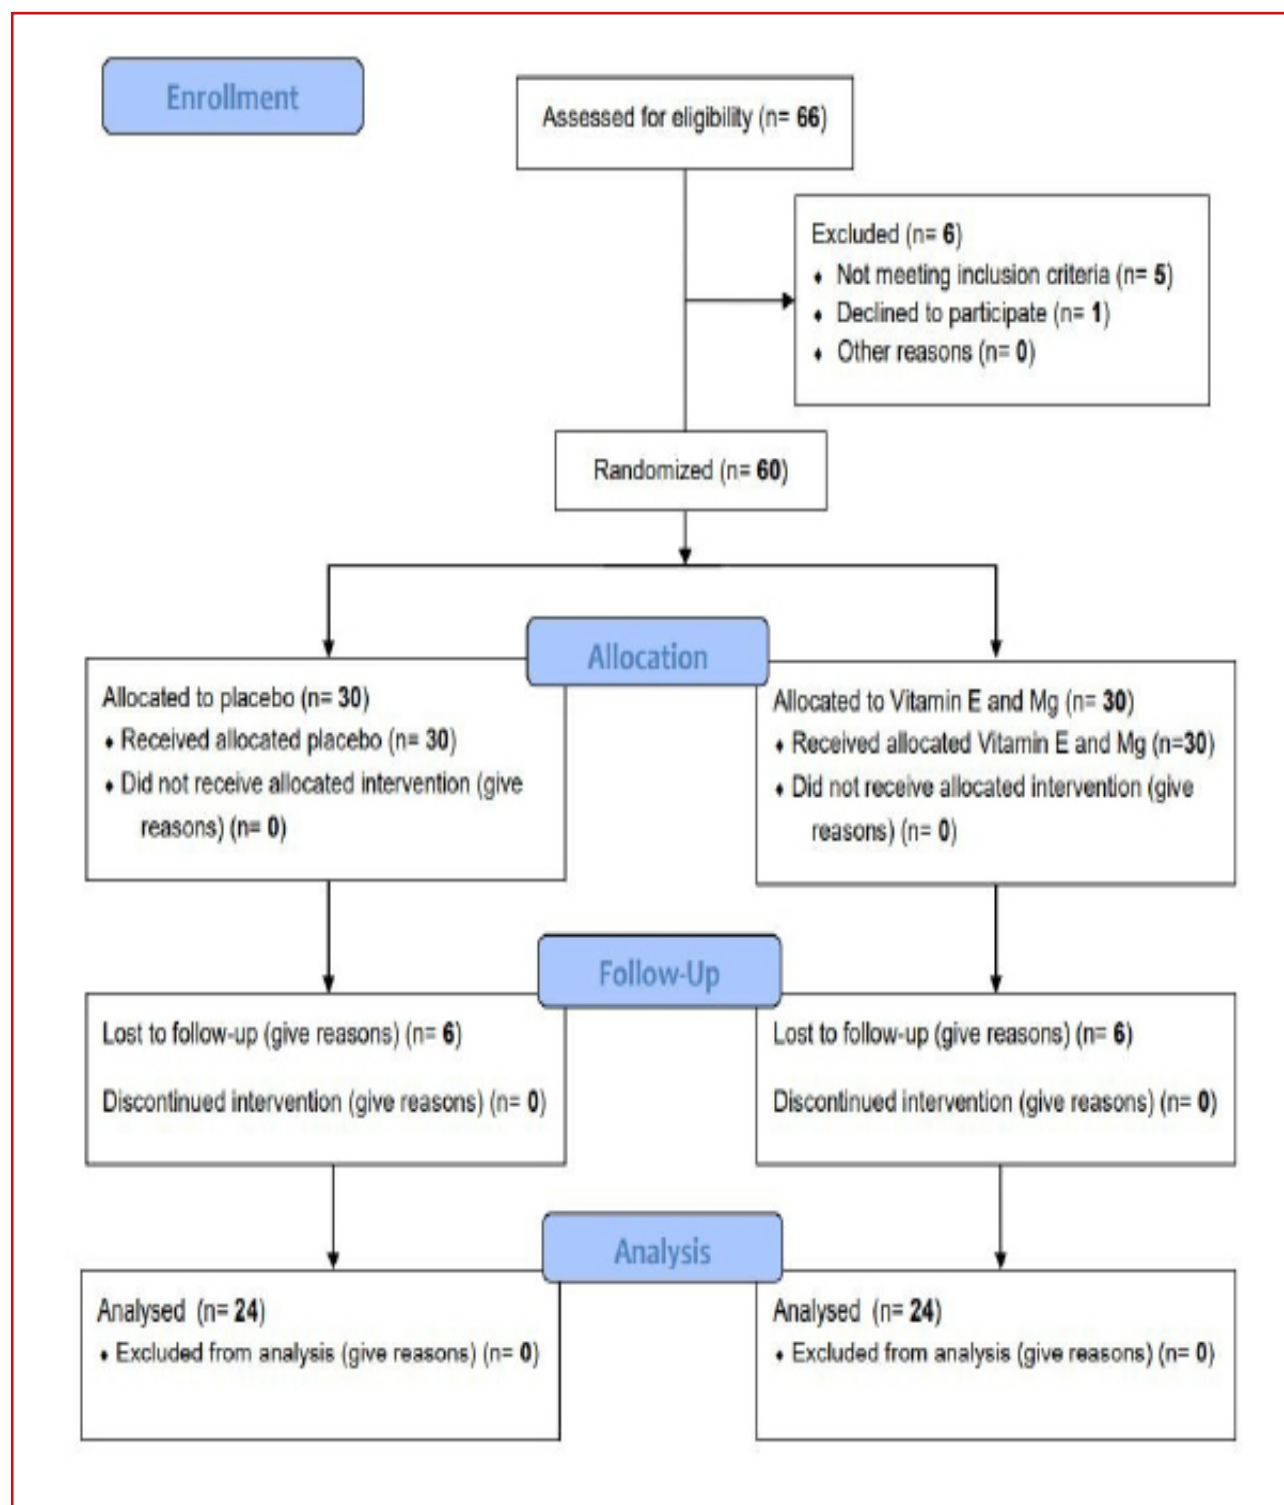 Enrollment
Assessed for eligibility (n= 66)
Excluded (n= 6)
♦ Not meeting inclusion criteria (n= 5)
♦ Declined to participate (n= 1)
♦ Other reasons (n= 0)
Randomized (n= 60)
Allocation
Allocated to placebo (n= 30)
♦ Received allocated placebo (n= 30)
♦ Did not receive allocated intervention (give
reasons) (n= 0)
Allocated to Vitamin E and Mg (n= 30)
♦ Received allocated Vitamin E and Mg (n=30)
♦ Did not receive allocated intervention (give
reasons) (n= 0)
Follow-Up
Lost to follow-up (give reasons) (n= 6)
Discontinued intervention (give reasons) (n= 0)
Lost to follow-up (give reasons) (n= 6)
Discontinued intervention (give reasons) (n= 0)
Analysis
Analysed (n= 24)
♦ Excluded from analysis (give reasons) (n= 0)
Analysed (n= 24)
♦ Excluded from analysis (give reasons) (n= 0)